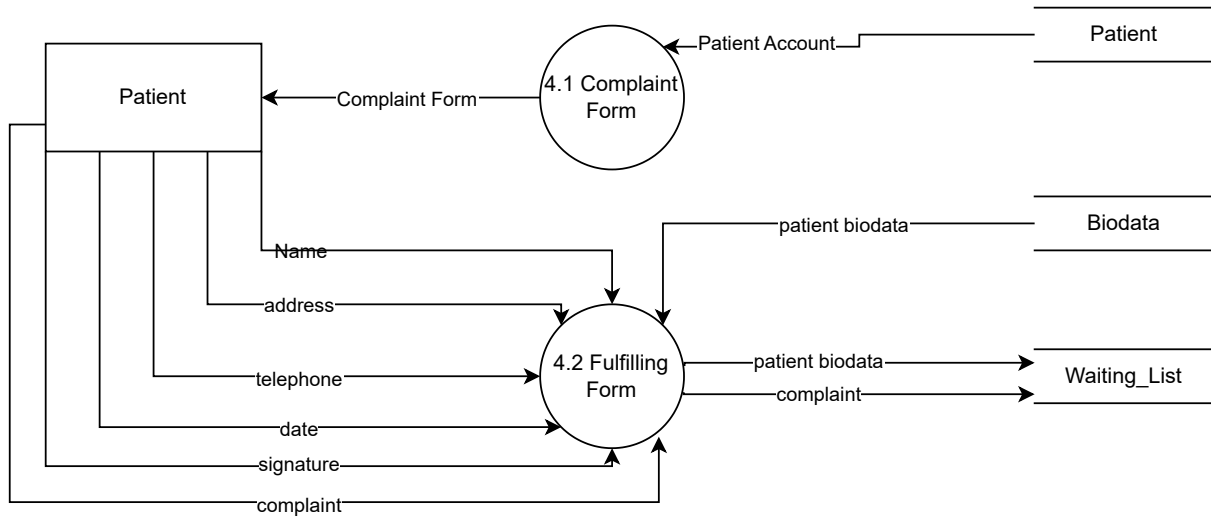 Patient
Patient Account
Patient
4.1 Complaint
Form
Complaint Form
patient biodata
Biodata
Name
address
4.2 Fulfilling
Form
patient biodata
Waiting_List
telephone
complaint
date
signature
complaint